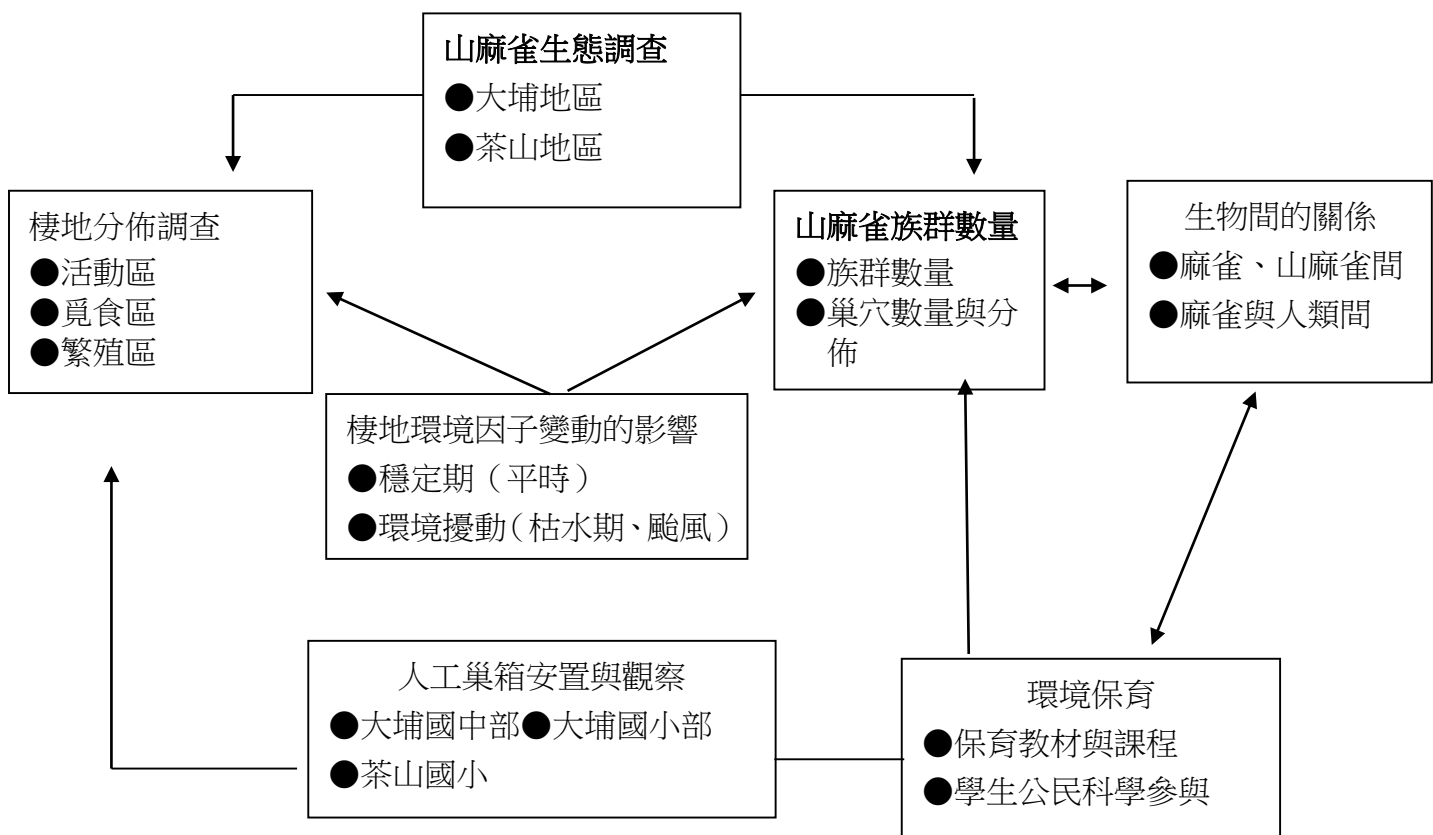 山麻雀生態調查
●大埔地區
●茶山地區
棲地分佈調查
●活動區
●覓食區
●繁殖區
山麻雀族群數量
●族群數量
●巢穴數量與分
佈
生物間的關係
●麻雀、山麻雀間
●麻雀與人類間
棲地環境因子變動的影響
●穩定期（平時）
●環境擾動（枯水期、颱風）
人工巢箱安置與觀察
●大埔國中部●大埔國小部
●茶山國小
環境保育
●保育教材與課程
●學生公民科學參與